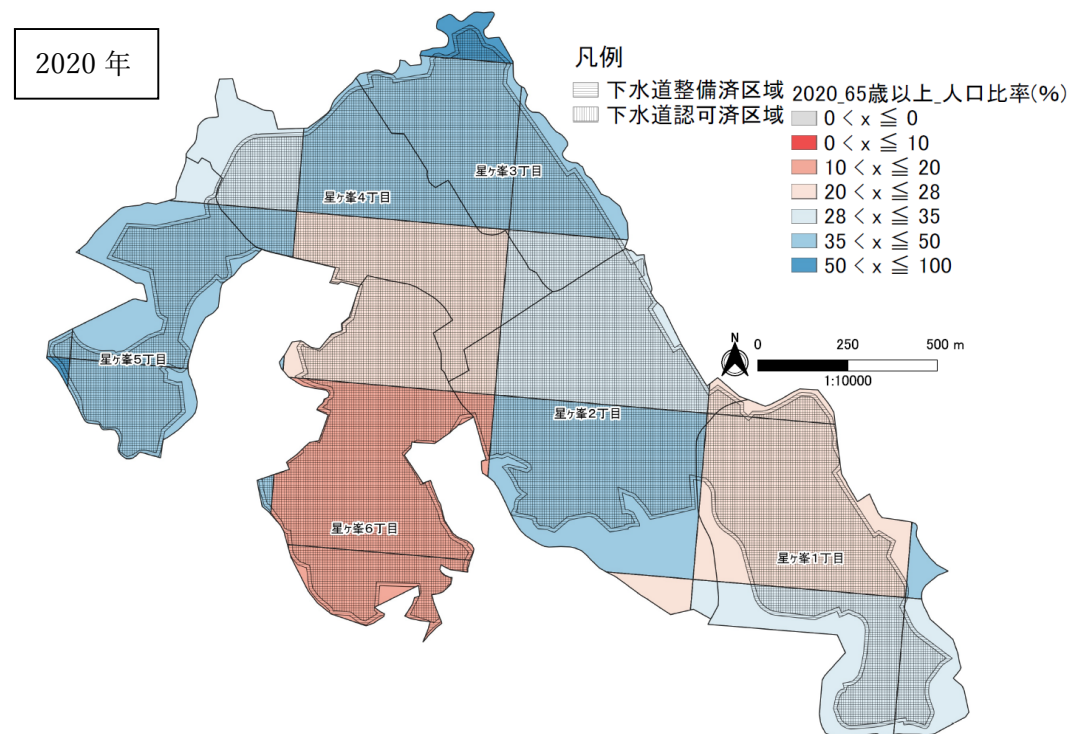 2020 年
凡例
下水道整備済区域
下水道認可済区域
2020_65歳以上_人口比率(%)
0 < x ≦ 0
0 < x ≦ 10
10 < x ≦ 20
20 < x ≦ 28
28 < x ≦ 35
35 < x ≦ 50
50 < x ≦ 100
星ヶ峯3丁目
星ヶ峯4丁目
N
0 250 500 m
1:10000
星ヶ峯5丁目
星ヶ峯2丁目
星ヶ峯6丁目
星ヶ峯1丁目